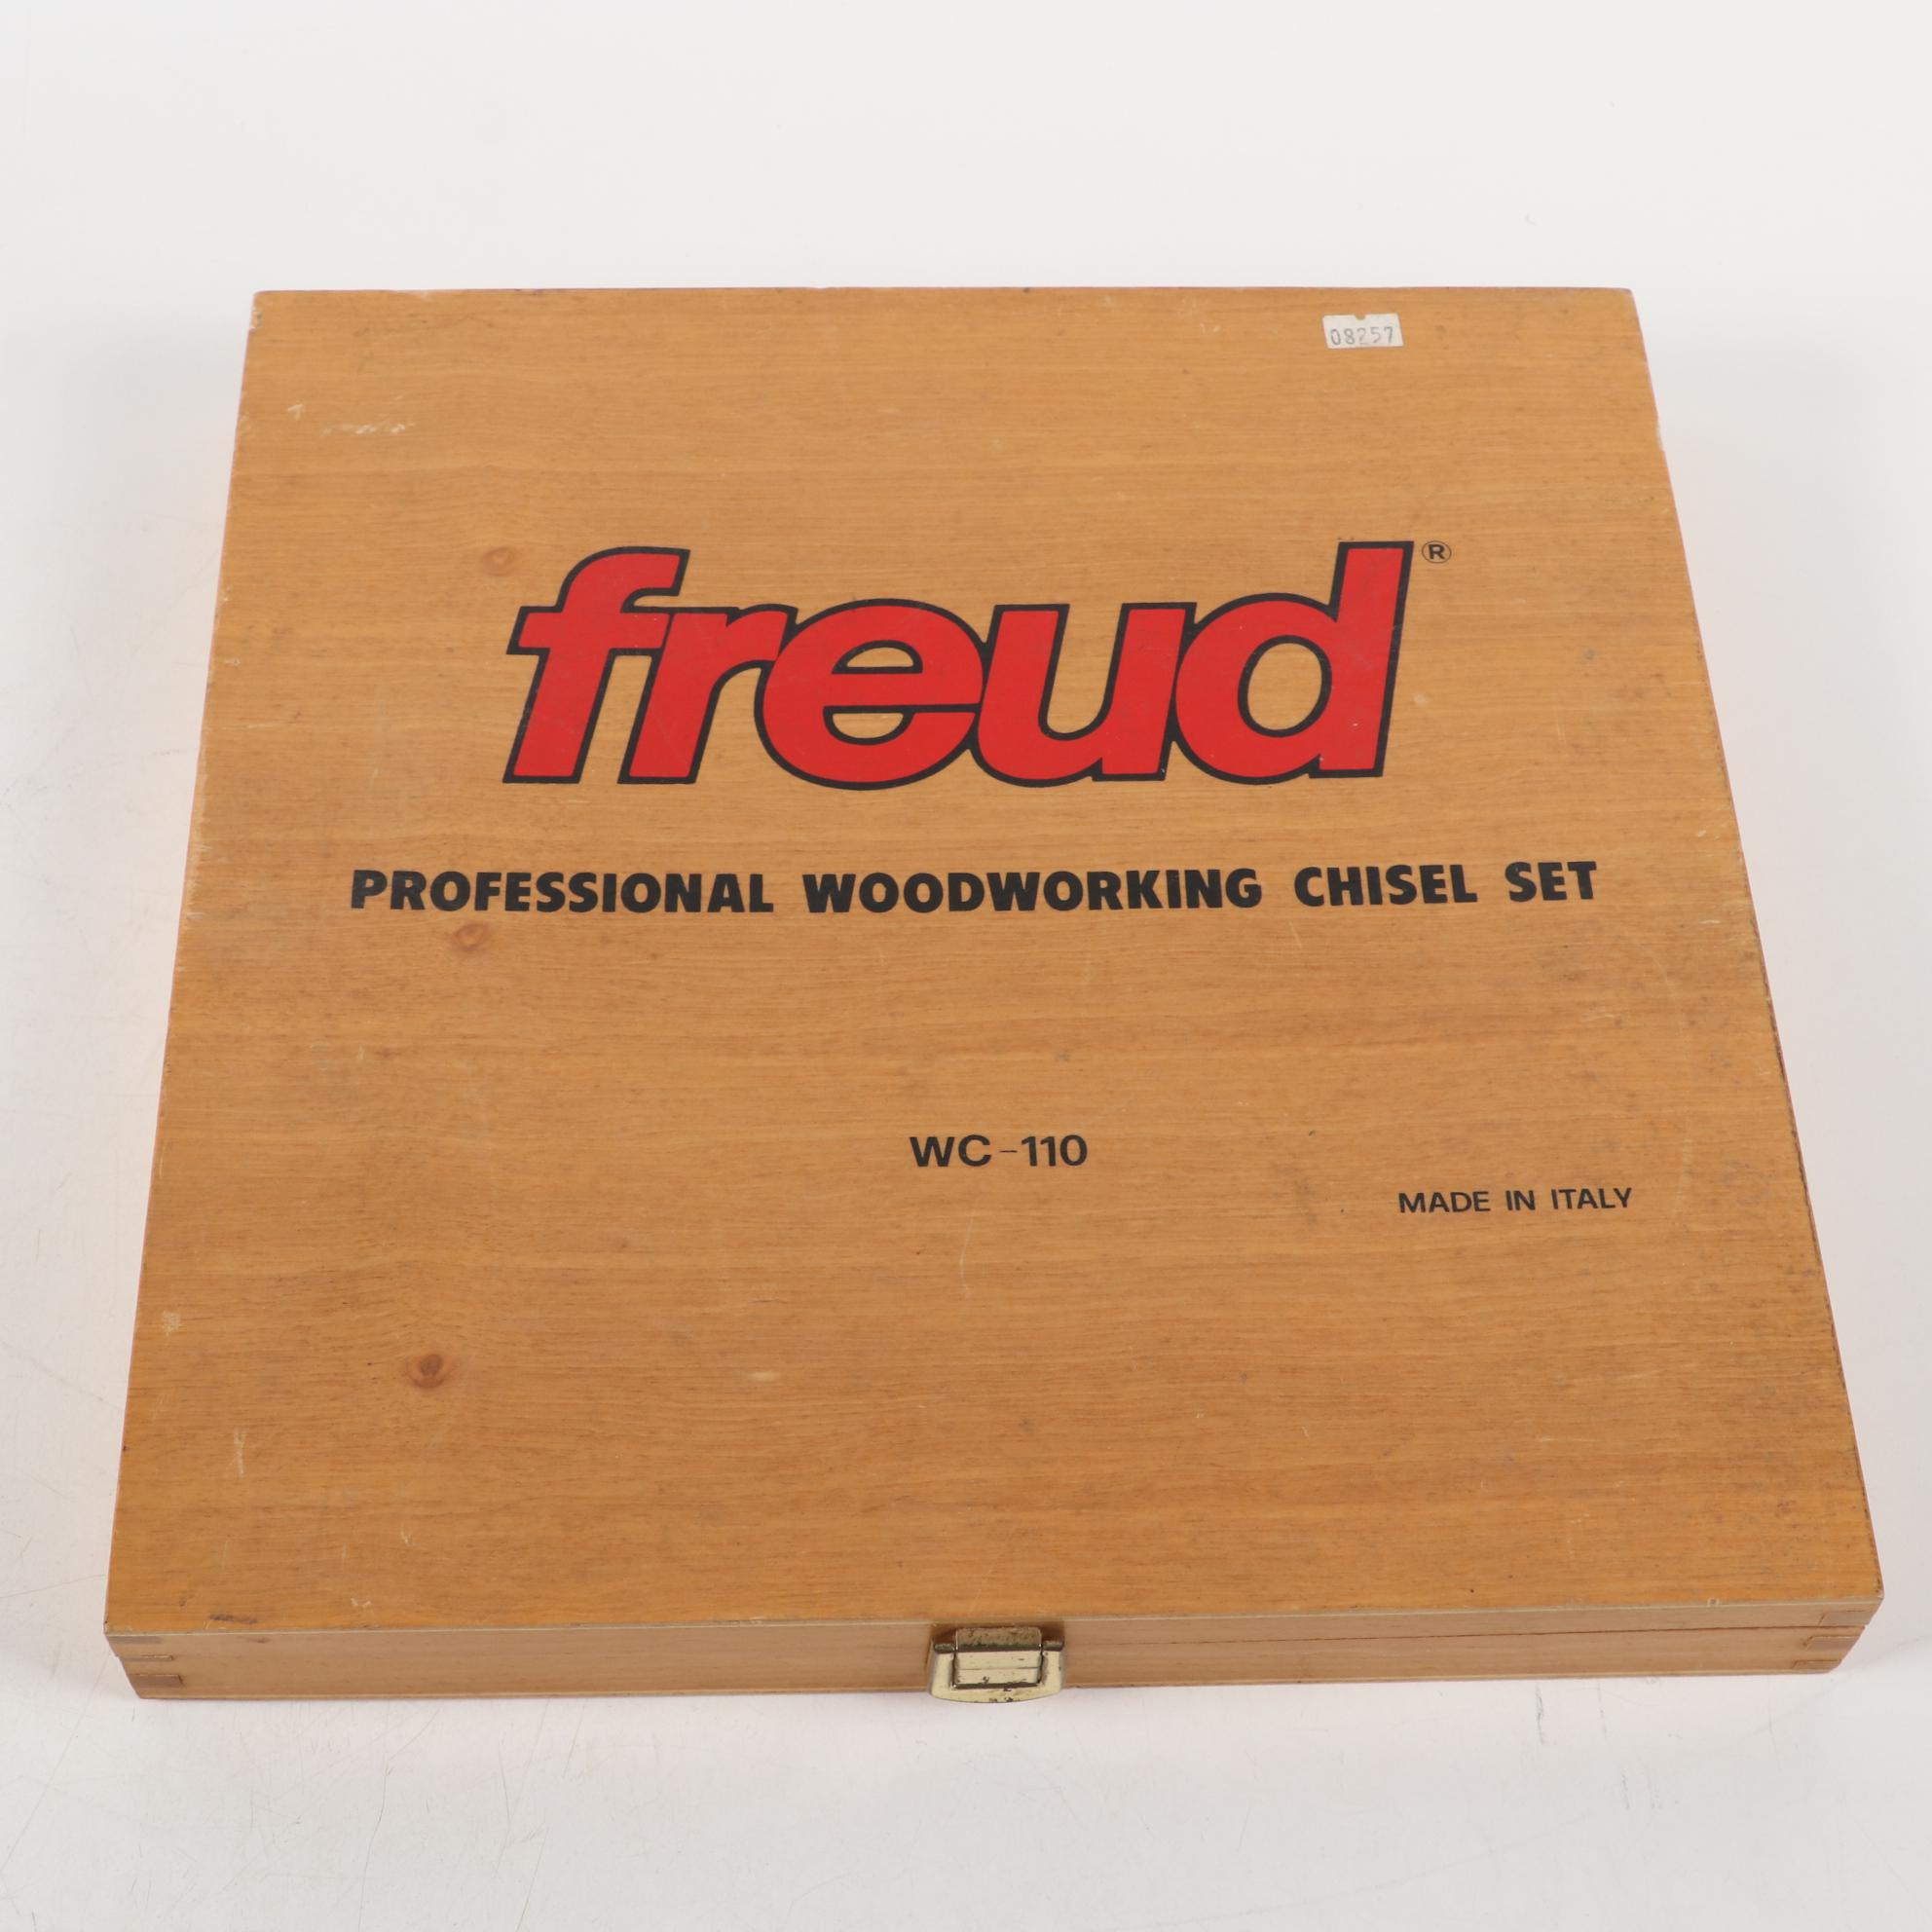 08257
freud®
PROFESSIONAL WOODWORKING CHISEL SET
WC-110
MADE IN ITALY